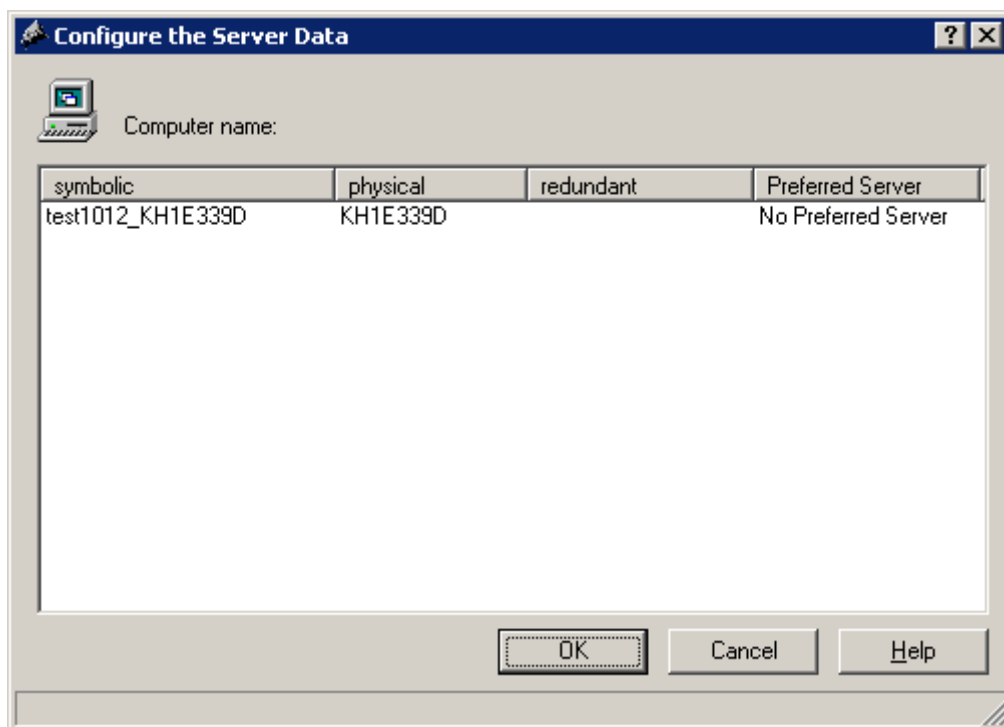 Configure the Server Data
Computer name:
symbolic physical redundant Preferred Server
test1012_KH1E339D KH1E339D No Preferred Server
OK Cancel Help